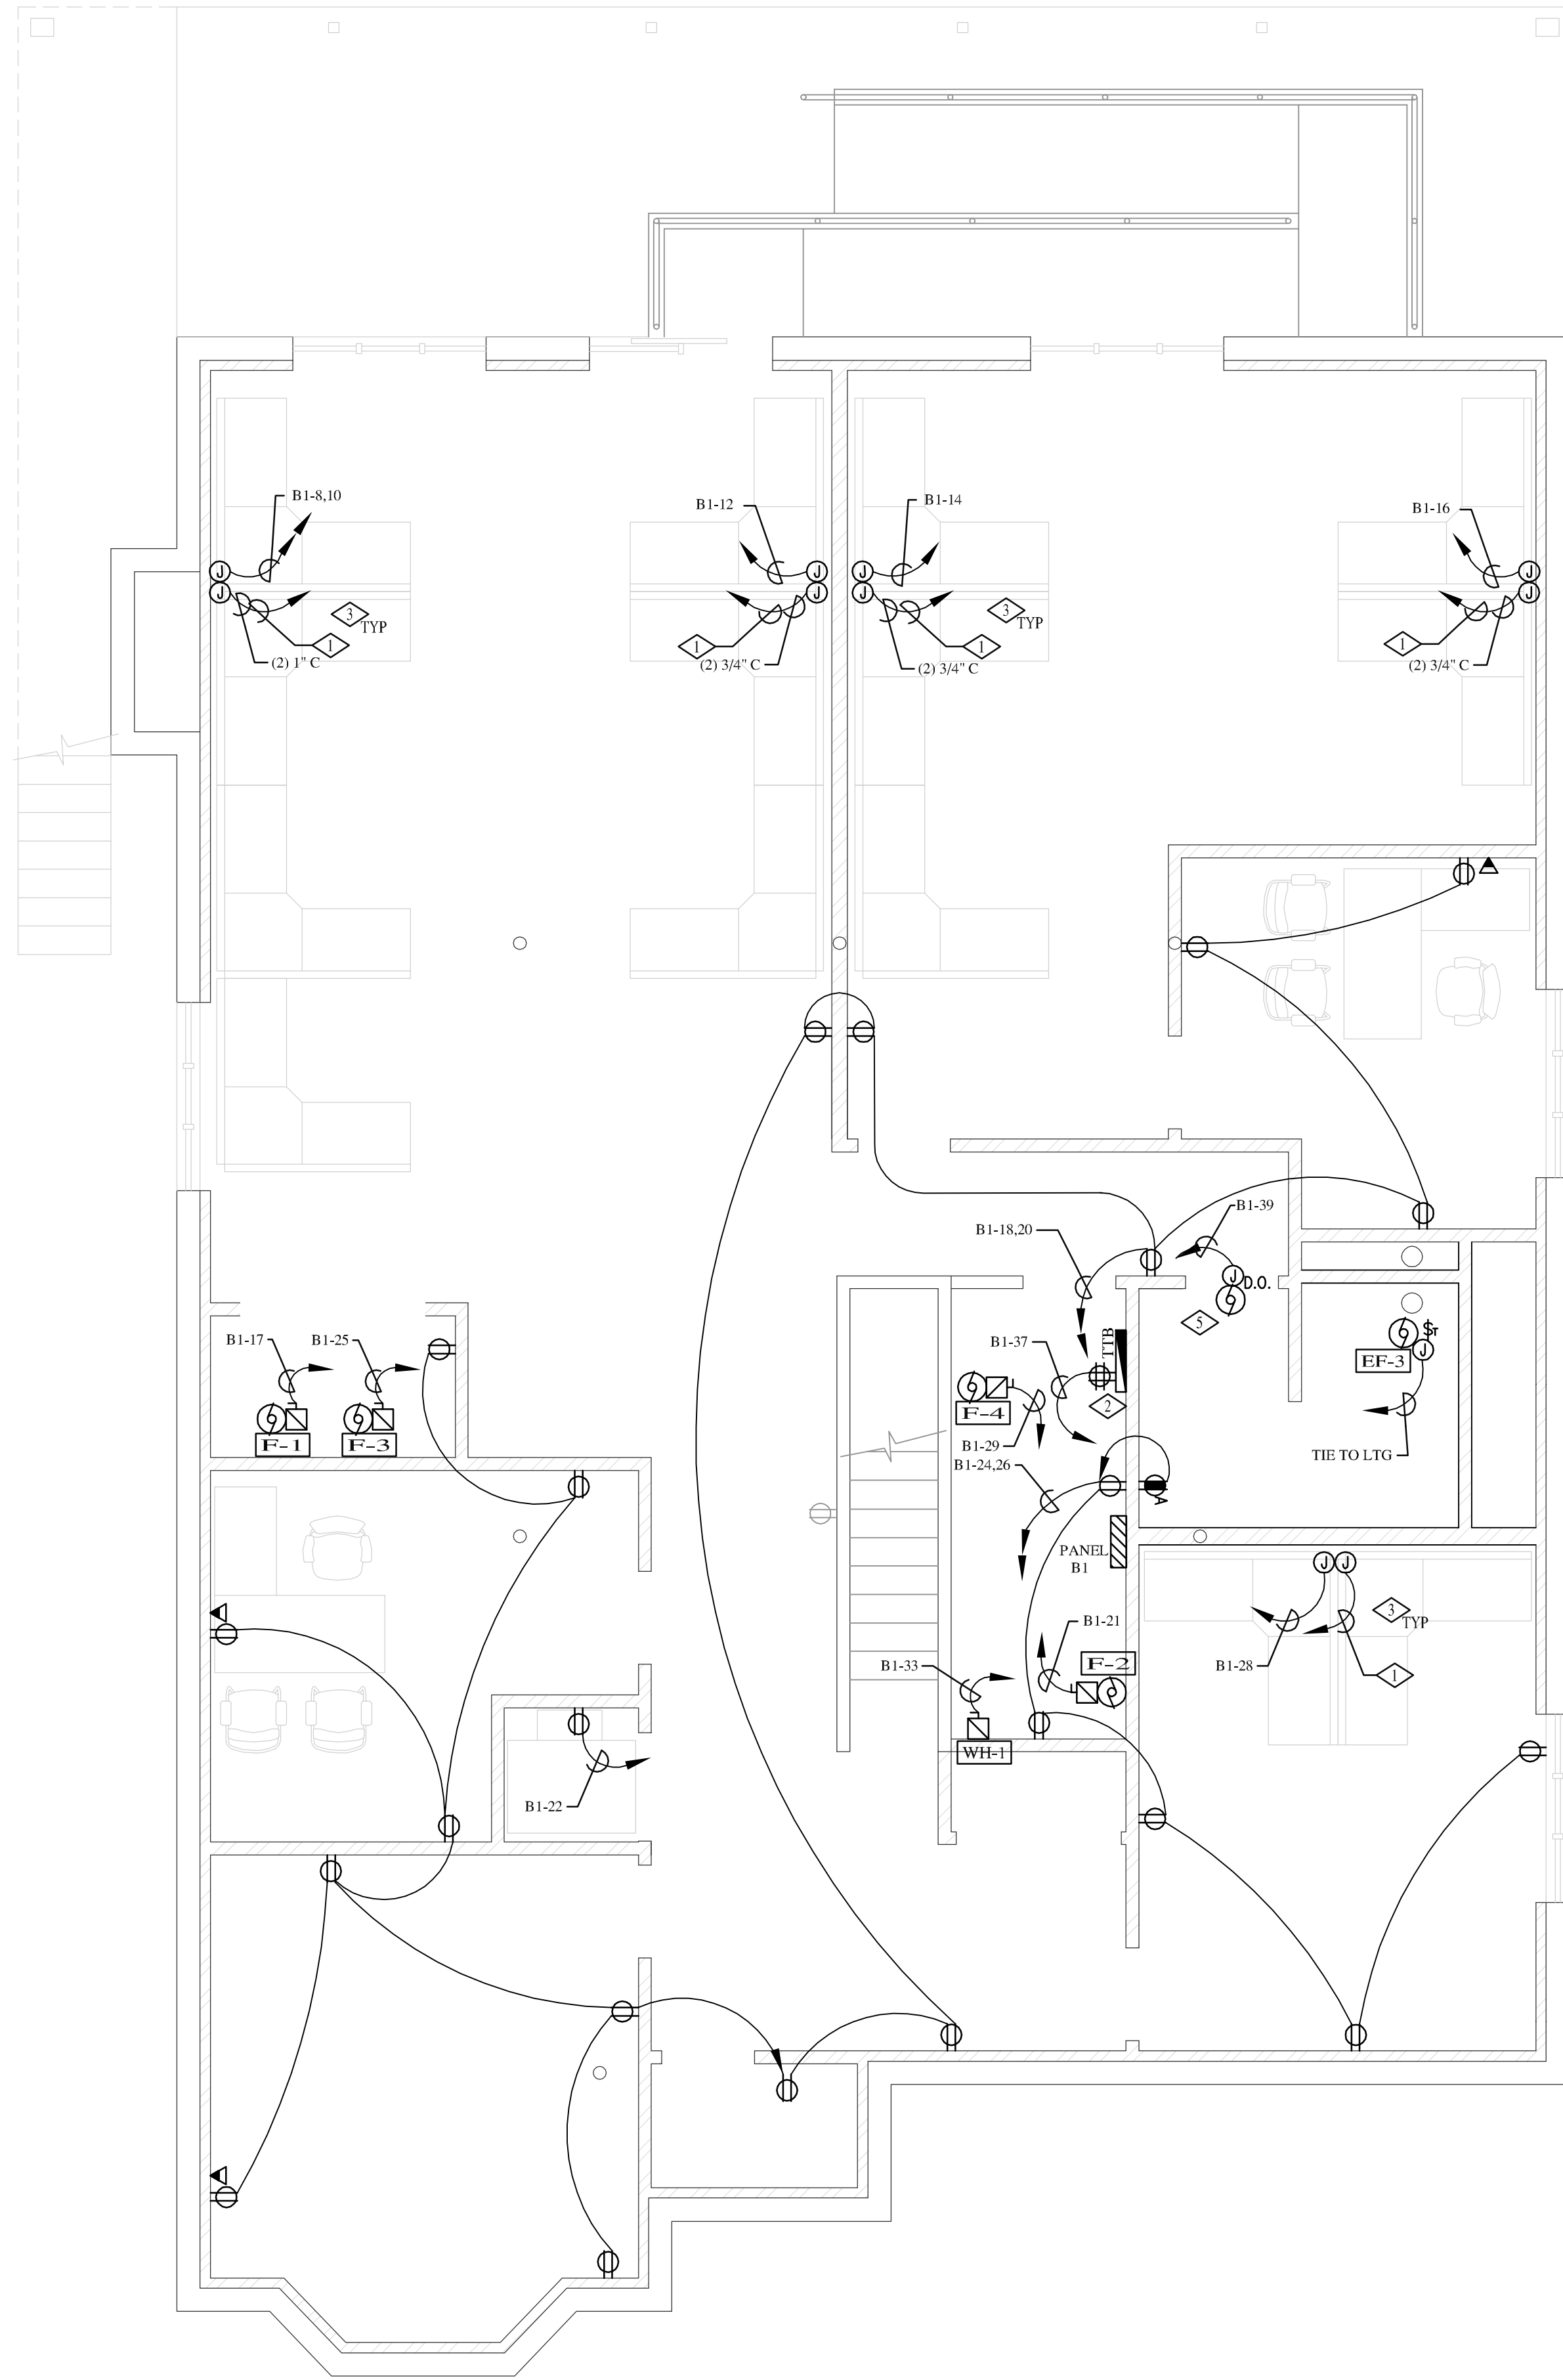 B1-8,10
B1-12
B1-14
B1-16
J
J
J
J
J
J
J
J
3
TYP
3
TYP
1
1
1
1
(2) 1" C
(2) 3/4" C
(2) 3/4" C
(2) 3/4" C
B1-39
B1-18,20
J
D.O.
5
B1-17
B1-25
B1-37
TTB
$T
J
EF-3
2
F-4
F-1
F-3
B1-29
TIE TO LTG
B1-24,26
A
PANEL
B1
J
J
3
TYP
B1-21
B1-33
F-2
B1-28
1
WH-1
B1-22